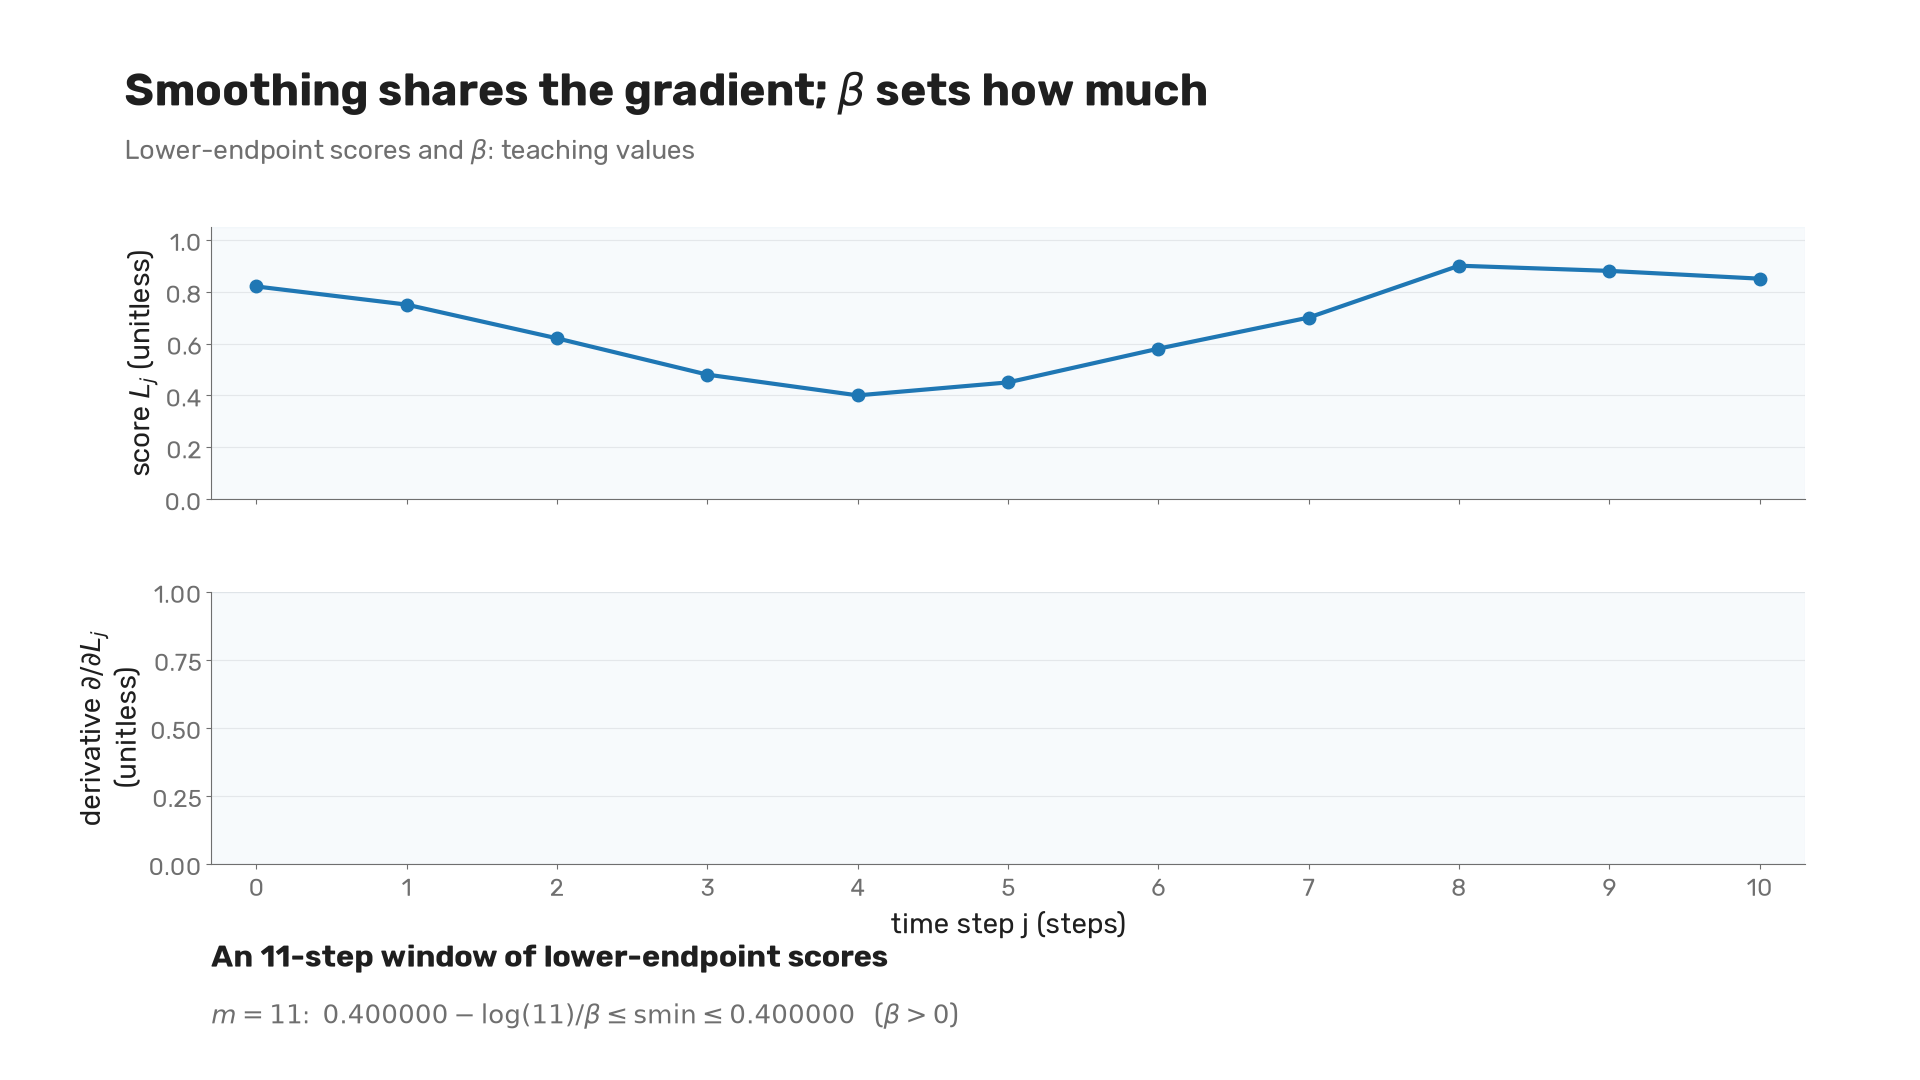 Smoothing shares the gradient; β sets how much
Lower-endpoint scores and β: teaching values
score Lⱼ (unitless)
1.0
0.8
0.6
0.4
0.2
0.0
derivative ∂/∂Lⱼ
(unitless)
1.00
0.75
0.50
0.25
0.00
0 1 2 3 4 5 6 7 8 9 10
time step j (steps)
An 11-step window of lower-endpoint scores
m = 11: 0.400000 − log(11)/β ≤ smin ≤ 0.400000 (β > 0)